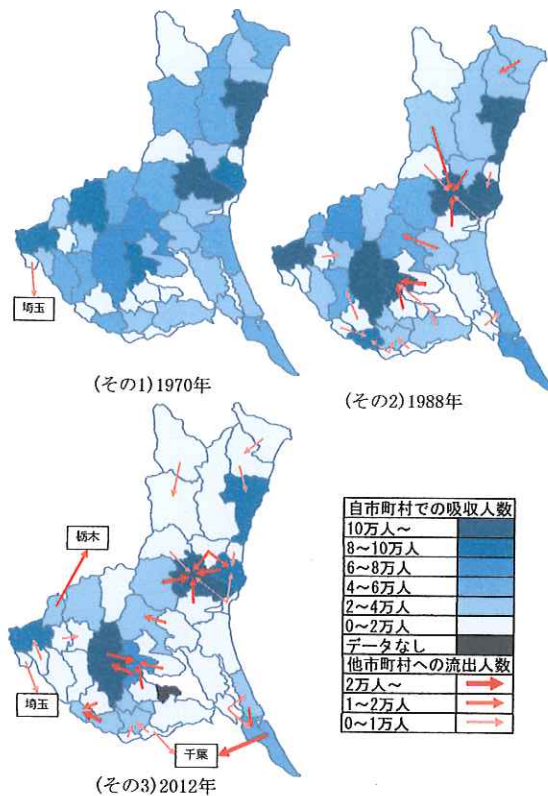 埼玉
(その1)1970年
(その2)1988年
栃木
埼玉
千葉
(その3)2012年
自市町村での吸収人数
10万人～
8～10万人
6～8万人
4～6万人
2～4万人
0～2万人
データなし
他市町村への流出人数
2万人～
1～2万人
0～1万人